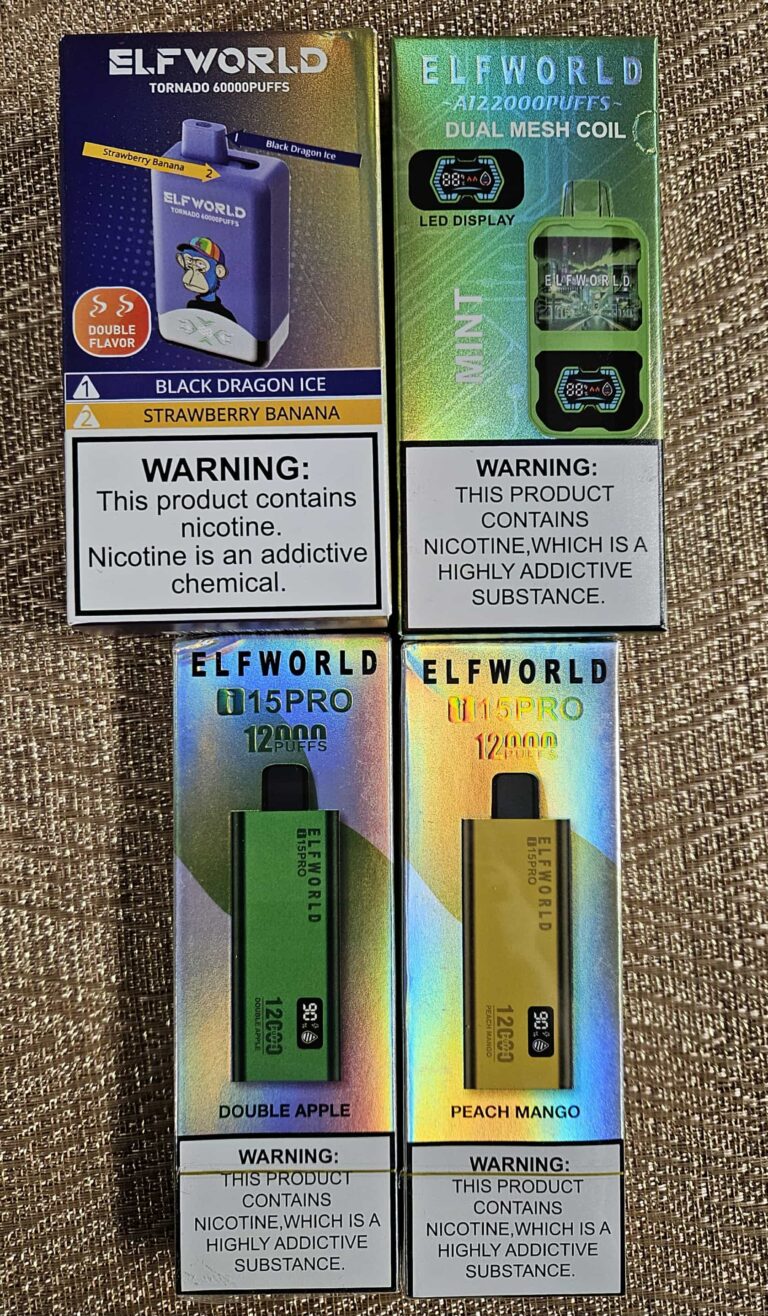 ELFWORLD
TORNADO 60000PUFFS
Strawberry Banana 2
1 Black Dragon Ice
ELFWORLD
TORNADO 60000PUFFS
DOUBLE
FLAVOR
1 BLACK DRAGON ICE
2 STRAWBERRY BANANA
WARNING:
This product contains
nicotine.
Nicotine is an addictive
chemical.
ELFWORLD
~AI22000PUFFS~
DUAL MESH COIL
88%
LED DISPLAY
MINT
ELFWORLD
88%
WARNING:
THIS PRODUCT
CONTAINS
NICOTINE,WHICH IS A
HIGHLY ADDICTIVE
SUBSTANCE.
ELFWORLD
i15PRO
12000
PUFFS
ELFWORLD
i15PRO
90
12000
DOUBLE APPLE
DOUBLE APPLE
WARNING:
THIS PRODUCT
CONTAINS
NICOTINE,WHICH IS A
HIGHLY ADDICTIVE
SUBSTANCE.
ELFWORLD
i15PRO
12000
PUFFS
ELFWORLD
i15PRO
90
12000
PEACH MANGO
PEACH MANGO
WARNING:
THIS PRODUCT
CONTAINS
NICOTINE,WHICH IS A
HIGHLY ADDICTIVE
SUBSTANCE.